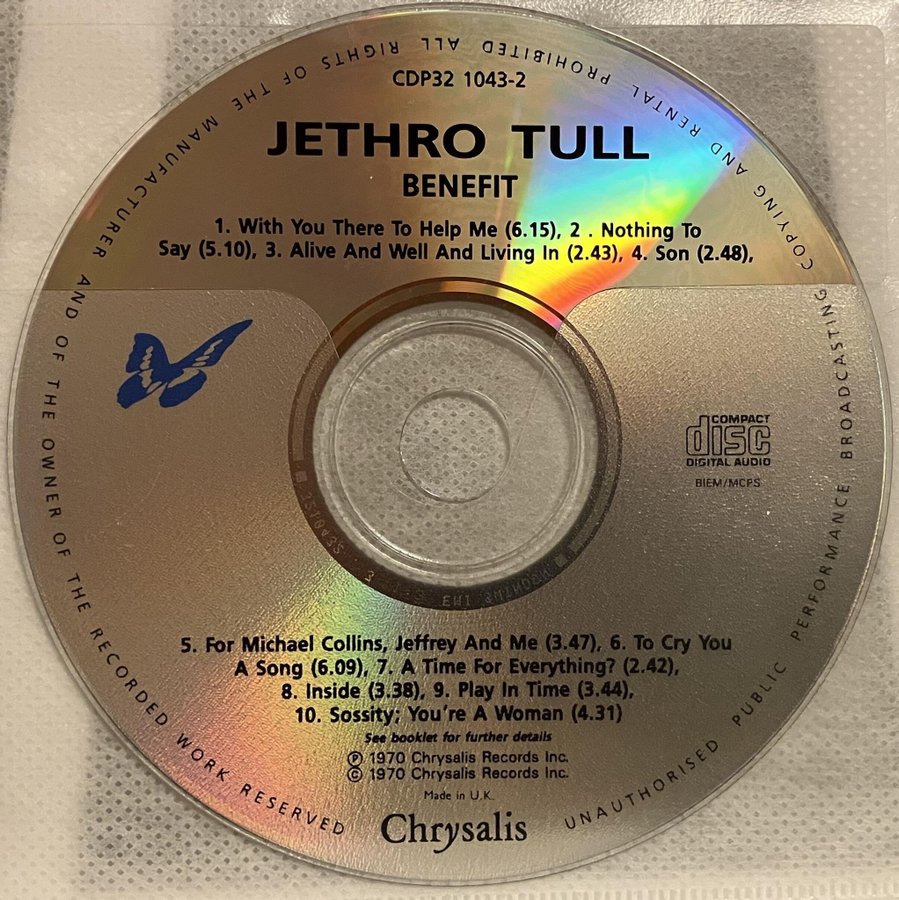 CDP32 1043-2
JETHRO TULL
BENEFIT
1. With You There To Help Me (6.15), 2 . Nothing To
Say (5.10), 3. Alive And Well And Living In (2.43), 4. Son (2.48),
COMPACT
disc
DIGITAL AUDIO
BIEM/MCPS
5. For Michael Collins, Jeffrey And Me (3.47), 6. To Cry You
A Song (6.09), 7. A Time For Everything? (2.42),
8. Inside (3.38), 9. Play In Time (3.44),
10. Sossity; You're A Woman (4.31)
See booklet for further details
℗ 1970 Chrysalis Records Inc.
© 1970 Chrysalis Records Inc.
Made in U.K.
Chrysalis
ALL RIGHTS OF THE MANUFACTURER AND OF THE OWNER OF THE RECORDED WORK RESERVED UNAUTHORISED PUBLIC PERFORMANCE BROADCASTING COPYING AND RENTAL PROHIBITED
EMI SWINDON